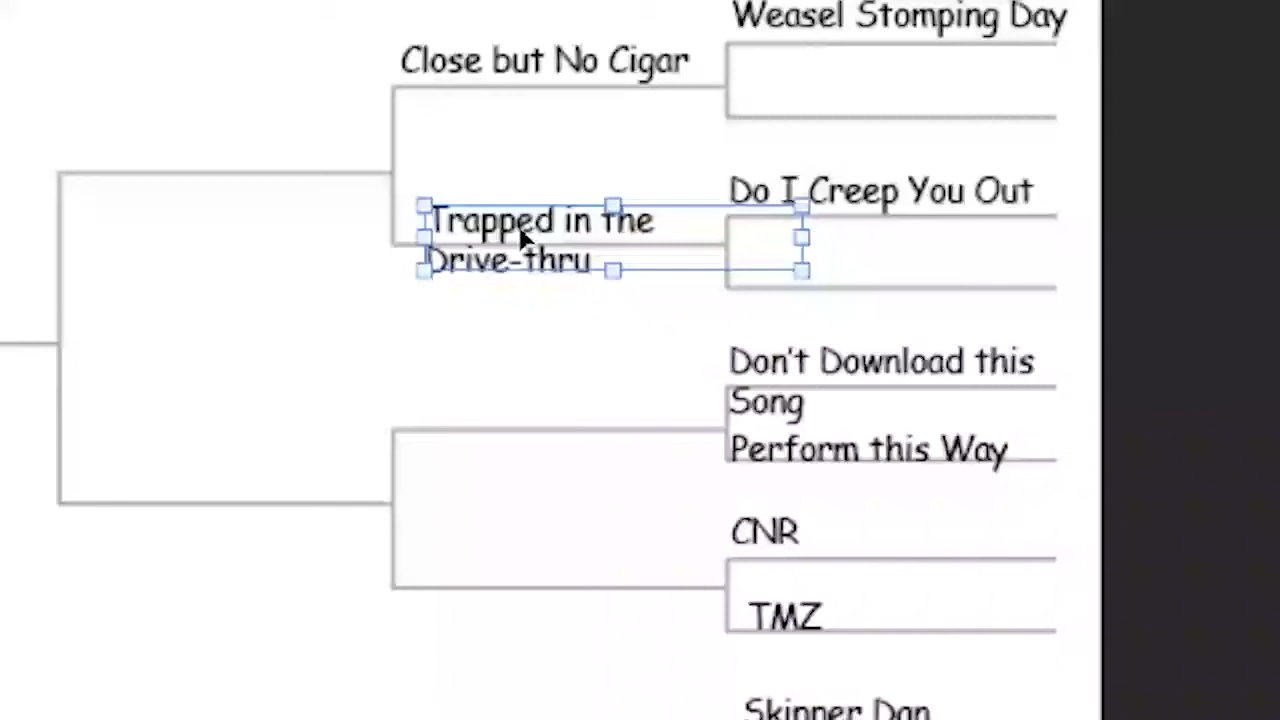 Weasel Stomping Day
Close but No Cigar
Do I Creep You Out
Trapped in the
Drive-thru
Don't Download this
Song
Perform this Way
CNR
TMZ
Skipper Dan